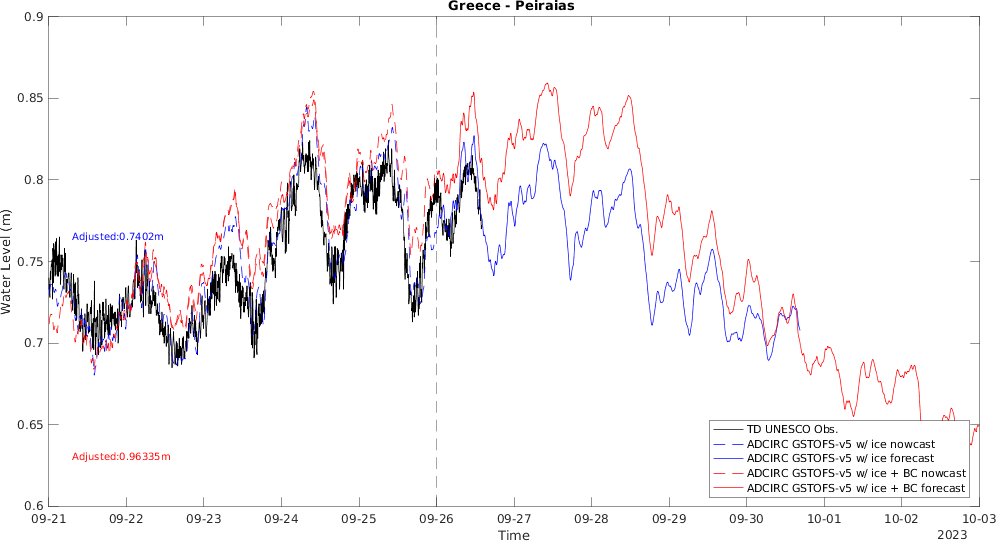 Greece - Peiraias
Water Level (m)
0.9
0.85
0.8
0.75
0.7
0.65
0.6
Adjusted:0.7402m
Adjusted:0.96335m
TD UNESCO Obs.
ADCIRC GSTOFS-v5 w/ ice nowcast
ADCIRC GSTOFS-v5 w/ ice forecast
ADCIRC GSTOFS-v5 w/ ice + BC nowcast
ADCIRC GSTOFS-v5 w/ ice + BC forecast
09-21 09-22 09-23 09-24 09-25 09-26 09-27 09-28 09-29 09-30 10-01 10-02 10-03
Time
2023